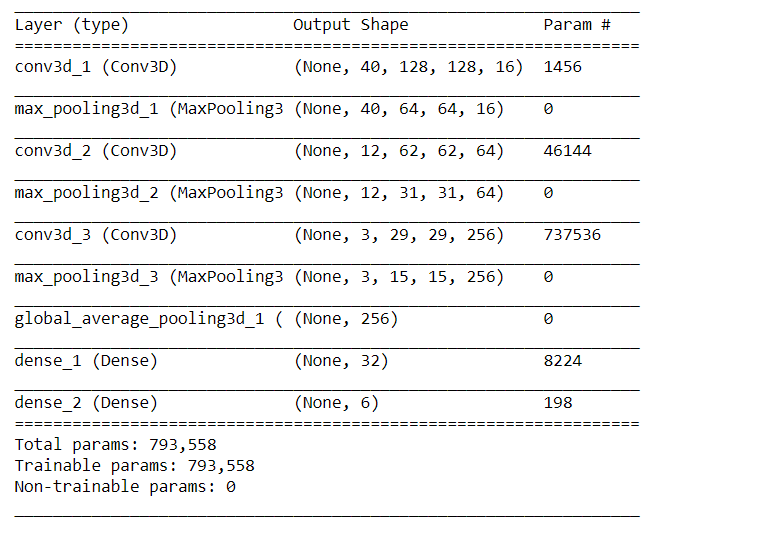 _________________________________________________________________
Layer (type)                 Output Shape              Param #
=================================================================
conv3d_1 (Conv3D)            (None, 40, 128, 128, 16)  1456
_________________________________________________________________
max_pooling3d_1 (MaxPooling3 (None, 40, 64, 64, 16)    0
_________________________________________________________________
conv3d_2 (Conv3D)            (None, 12, 62, 62, 64)    46144
_________________________________________________________________
max_pooling3d_2 (MaxPooling3 (None, 12, 31, 31, 64)    0
_________________________________________________________________
conv3d_3 (Conv3D)            (None, 3, 29, 29, 256)    737536
_________________________________________________________________
max_pooling3d_3 (MaxPooling3 (None, 3, 15, 15, 256)    0
_________________________________________________________________
global_average_pooling3d_1 ( (None, 256)               0
_________________________________________________________________
dense_1 (Dense)              (None, 32)                8224
_________________________________________________________________
dense_2 (Dense)              (None, 6)                 198
=================================================================
Total params: 793,558
Trainable params: 793,558
Non-trainable params: 0
_________________________________________________________________